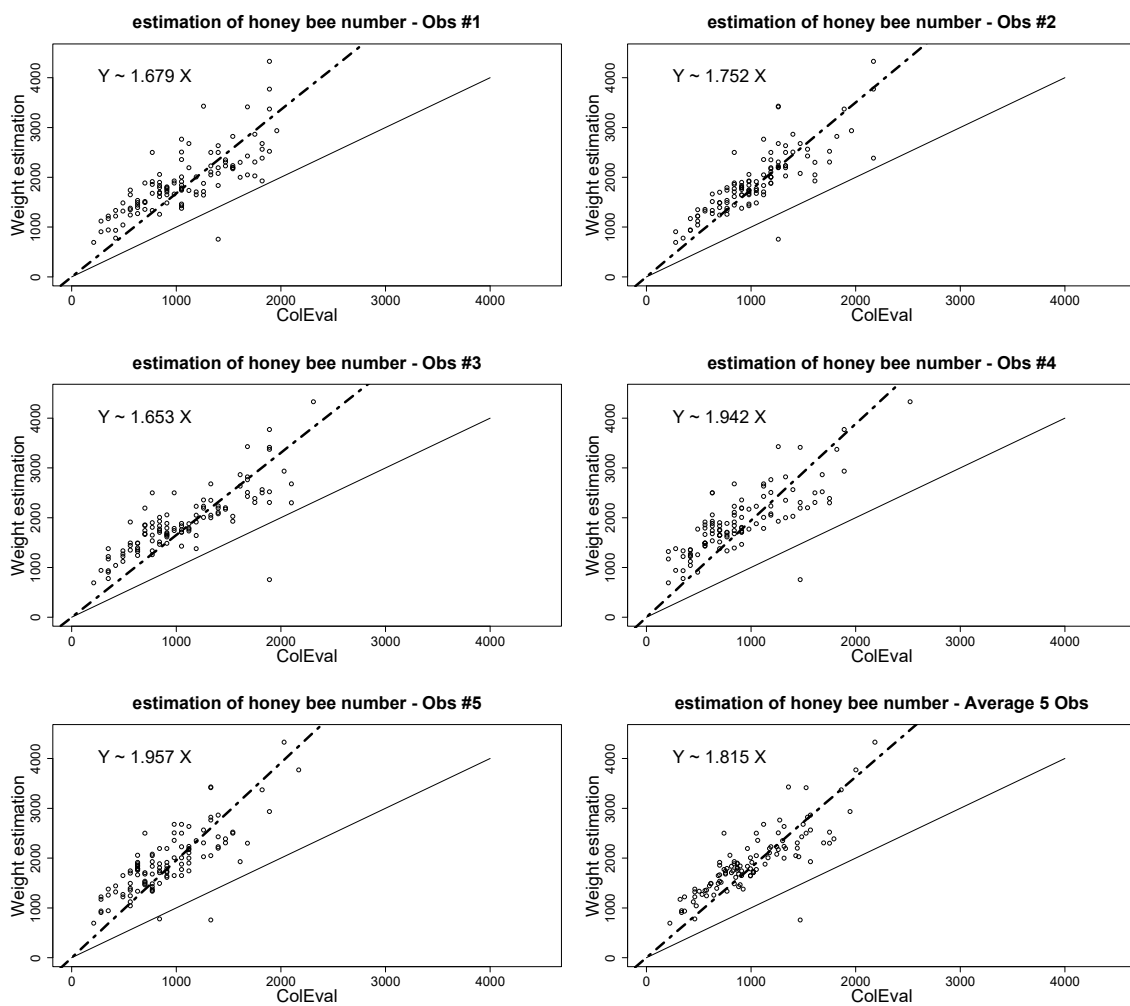 estimation of honey bee number - Obs #1
Y ~ 1.679 X
Weight estimation
0 1000 2000 3000 4000
0 1000 2000 3000 4000
ColEval
estimation of honey bee number - Obs #2
Y ~ 1.752 X
Weight estimation
0 1000 2000 3000 4000
0 1000 2000 3000 4000
ColEval
estimation of honey bee number - Obs #3
Y ~ 1.653 X
Weight estimation
0 1000 2000 3000 4000
0 1000 2000 3000 4000
ColEval
estimation of honey bee number - Obs #4
Y ~ 1.942 X
Weight estimation
0 1000 2000 3000 4000
0 1000 2000 3000 4000
ColEval
estimation of honey bee number - Obs #5
Y ~ 1.957 X
Weight estimation
0 1000 2000 3000 4000
0 1000 2000 3000 4000
ColEval
estimation of honey bee number - Average 5 Obs
Y ~ 1.815 X
Weight estimation
0 1000 2000 3000 4000
0 1000 2000 3000 4000
ColEval